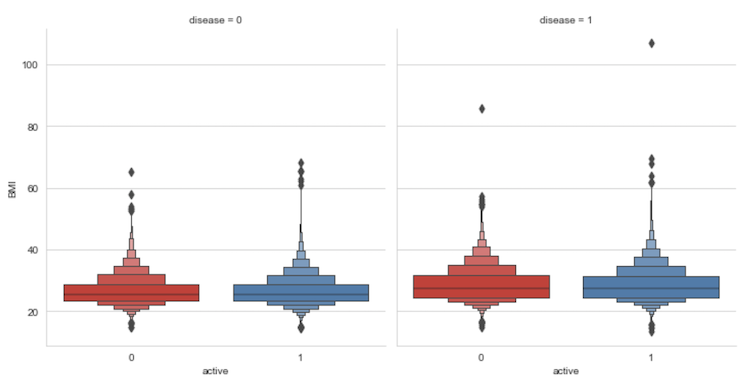 disease = 0
disease = 1
BMI
100
80
60
40
20
0
1
0
1
active
active